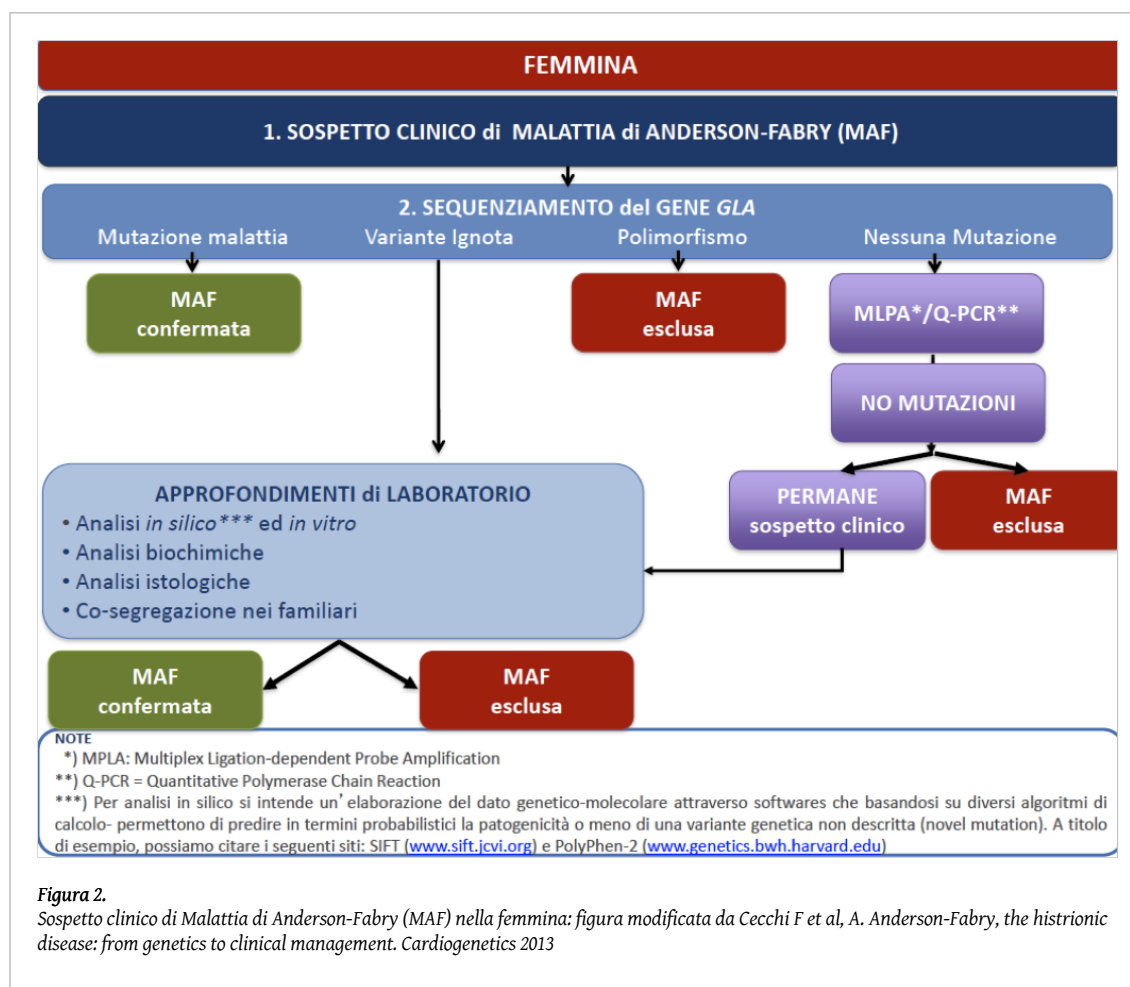 FEMMINA
1. SOSPETTO CLINICO di MALATTIA di ANDERSON-FABRY (MAF)
2. SEQUENZIAMENTO del GENE GLA
Mutazione malattia Variante Ignota Polimorfismo Nessuna Mutazione
MAF
confermata
MAF
esclusa
MLPA*/Q-PCR**
NO MUTAZIONI
PERMANE
sospetto clinico
MAF
esclusa
APPROFONDIMENTI di LABORATORIO
• Analisi in silico*** ed in vitro
• Analisi biochimiche
• Analisi istologiche
• Co-segregazione nei familiari
MAF
confermata
MAF
esclusa
NOTE
*) MPLA: Multiplex Ligation-dependent Probe Amplification
**) Q-PCR = Quantitative Polymerase Chain Reaction
***) Per analisi in silico si intende un' elaborazione del dato genetico-molecolare attraverso softwares che basandosi su diversi algoritmi di
calcolo- permettono di predire in termini probabilistici la patogenicità o meno di una variante genetica non descritta (novel mutation). A titolo
di esempio, possiamo citare i seguenti siti: SIFT (www.sift.jcvi.org) e PolyPhen-2 (www.genetics.bwh.harvard.edu)
Figura 2.
Sospetto clinico di Malattia di Anderson-Fabry (MAF) nella femmina: figura modificata da Cecchi F et al, A. Anderson-Fabry, the histrionic
disease: from genetics to clinical management. Cardiogenetics 2013